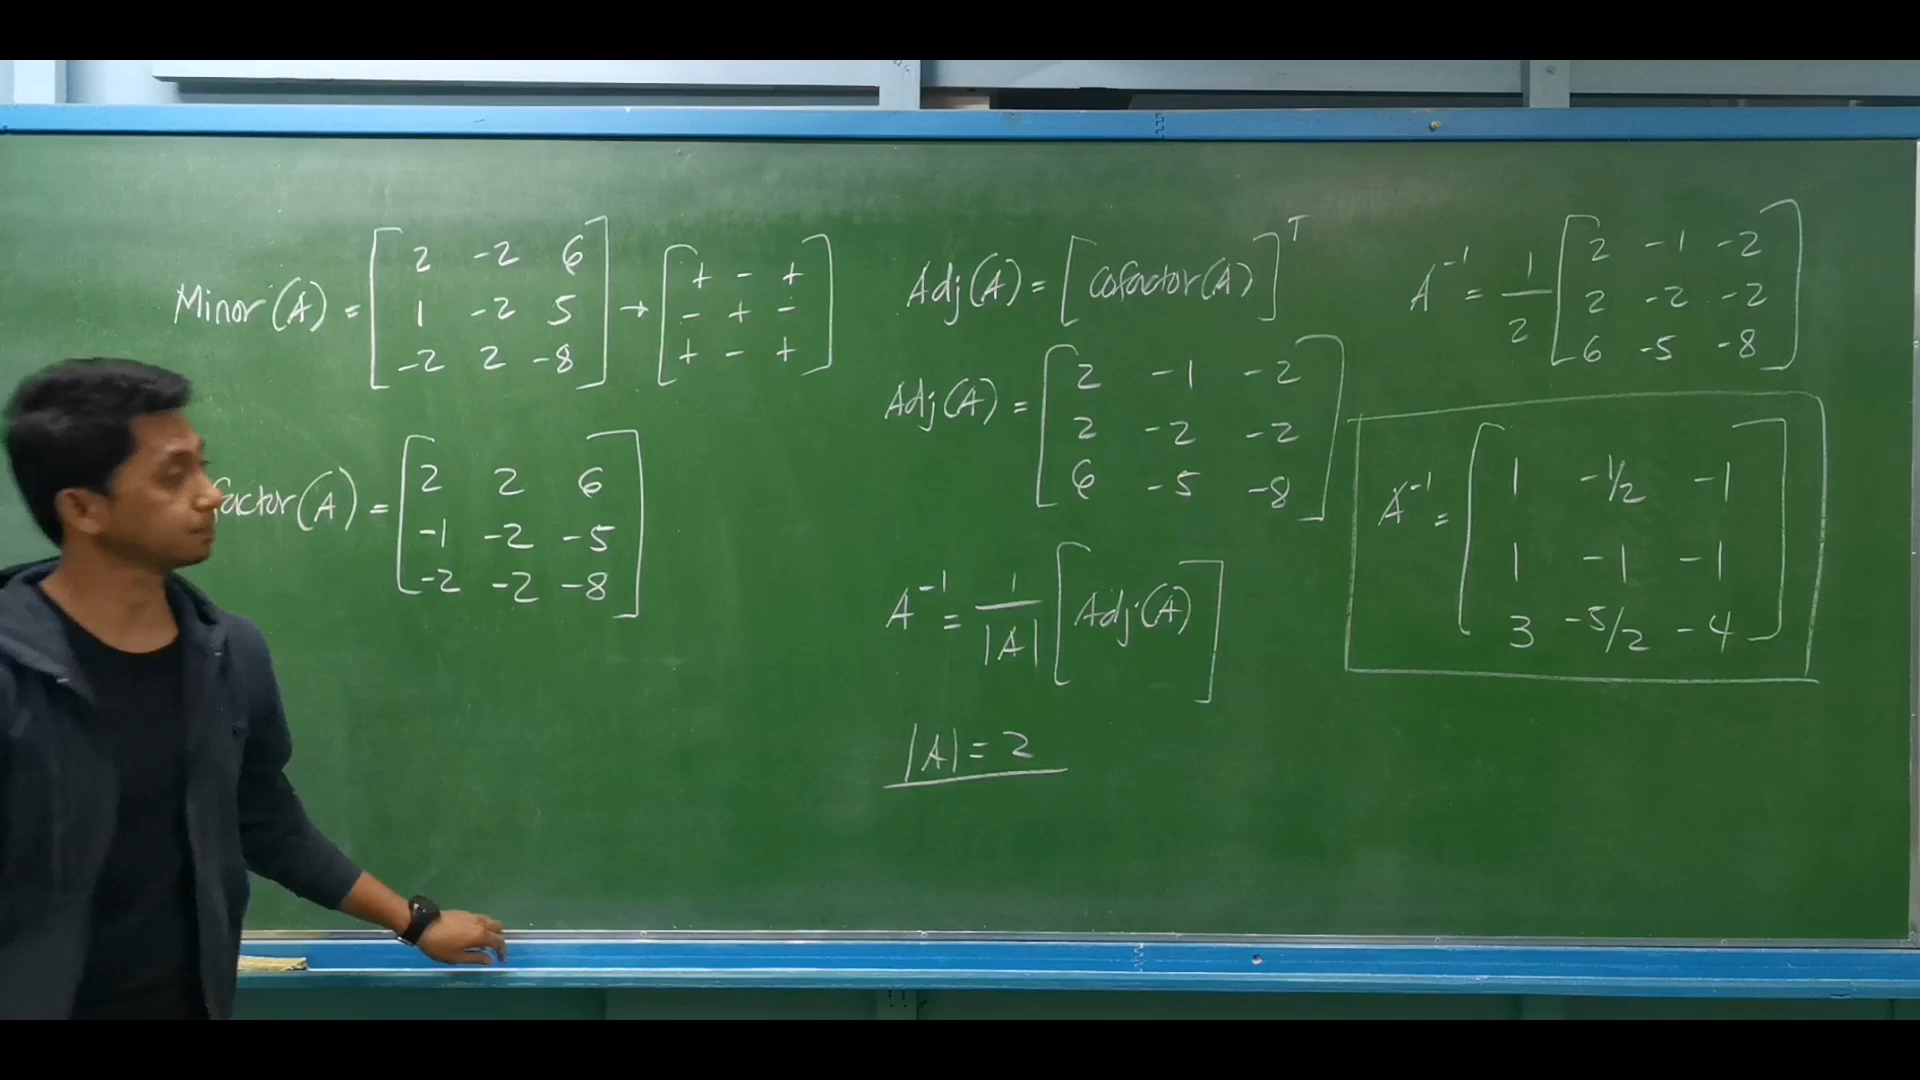 Minor(A) = [2 -2 6 → [+ - +
1 -2 5 - + -
-2 2 -8] + - +]
factor(A) = [2 2 6
-1 -2 -5
-2 -2 -8]
Adj(A) = [cofactor(A)]^T
Adj(A) = [2 -1 -2
2 -2 -2
6 -5 -8]
A^-1 = 1/|A| [Adj(A)]
|A| = 2
A^-1 = 1/2 [2 -1 -2
2 -2 -2
6 -5 -8]
A^-1 = [1 -1/2 -1
1 -1 -1
3 -5/2 -4]